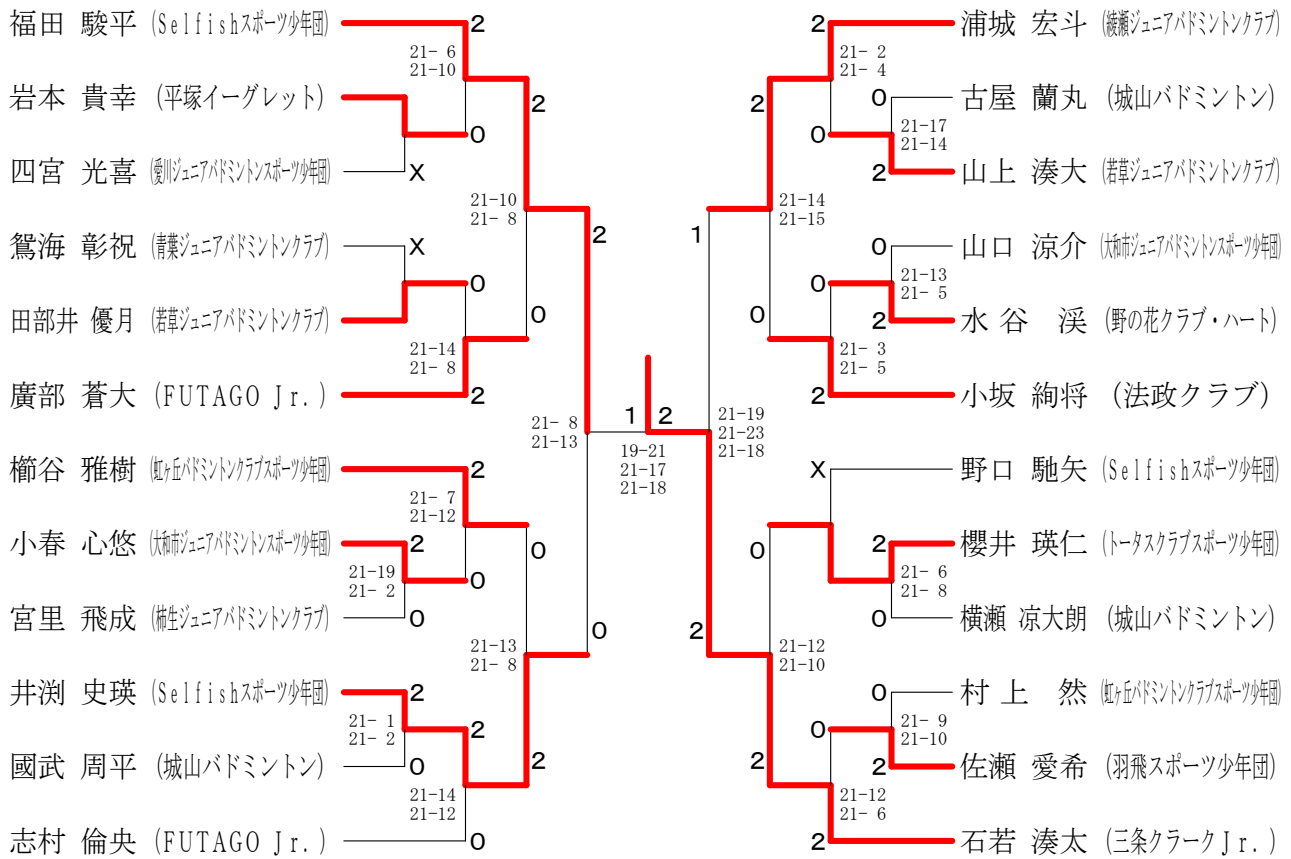 福田 駿平 (Selfishスポーツ少年団) 2
21- 6
21-10
2
岩本 貴幸 (平塚イーグレット)
0
四宮 光喜 (愛川ジュニアバドミントンスポーツ少年団) X
21-10
21- 8
2
鴛海 彰祝 (青葉ジュニアバドミントンクラブ) X
0
田部井 優月 (若草ジュニアバドミントンクラブ)
0
21-14
21- 8
廣部 蒼大 (FUTAGO Jr.) 2
21- 8
21-13
櫛谷 雅樹 (虹ヶ丘バドミントンクラブスポーツ少年団) 2
21- 7
21-12
小春 心悠 (大和市ジュニアバドミントンスポーツ少年団) 2
0
21-19
21- 2
0
宮里 飛成 (柿生ジュニアバドミントンクラブ) 0
21-13
21- 8
0
井渕 史瑛 (Selfishスポーツ少年団) 2
21- 1
21- 2
2
國武 周平 (城山バドミントン) 0
2
21-14
21-12
志村 倫央 (FUTAGO Jr.) 0
1 2
19-21
21-17
21-18
2 浦城 宏斗 (綾瀬ジュニアバドミントンクラブ)
21- 2
21- 4
2
0 古屋 蘭丸 (城山バドミントン)
0
21-17
21-14
2 山上 湊大 (若草ジュニアバドミントンクラブ)
21-14
21-15
1
0 山口 涼介 (大和市ジュニアバドミントンスポーツ少年団)
0
21-13
21- 5
0
2 水谷 渓 (野の花クラブ・ハート)
21- 3
21- 5
2 小坂 絢将 (法政クラブ)
21-19
21-23
21-18
X 野口 馳矢 (Selfishスポーツ少年団)
0
2 櫻井 瑛仁 (トータスクラブスポーツ少年団)
21- 6
21- 8
0 横瀬 凉大朗 (城山バドミントン)
2
21-12
21-10
0 村上 然 (虹ヶ丘バドミントンクラブスポーツ少年団)
0
21- 9
21-10
2
2 佐瀬 愛希 (羽飛スポーツ少年団)
21-12
21- 6
2 石若 湊太 (三条クラークJr.)